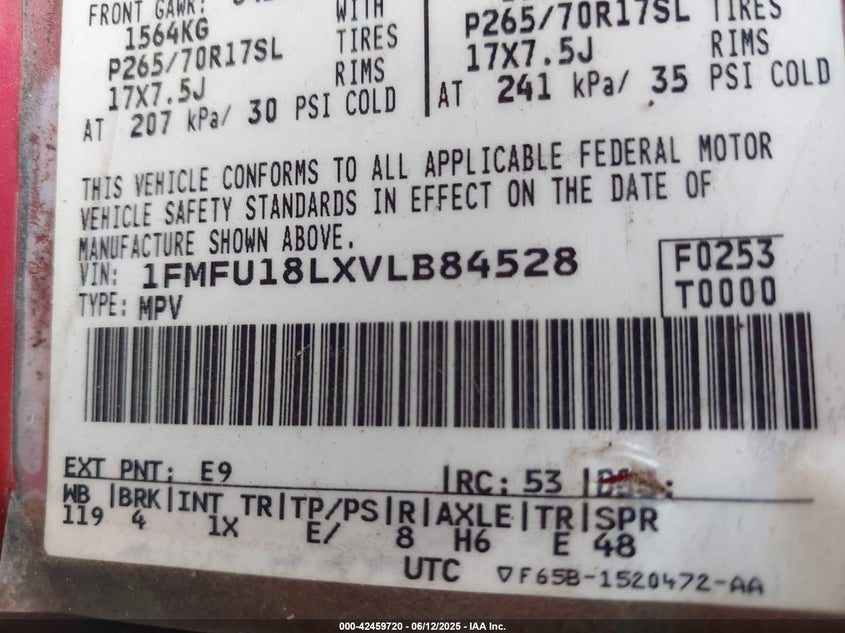 FRONT GAWR:
WITH
1564KG
TIRES
P265/70R17SL
RIMS
17X7.5J
AT 207 kPa/ 30 PSI COLD
P265/70R17SL TIRES
17X7.5J RIMS
AT 241 kPa/ 35 PSI COLD
THIS VEHICLE CONFORMS TO ALL APPLICABLE FEDERAL MOTOR
VEHICLE SAFETY STANDARDS IN EFFECT ON THE DATE OF
MANUFACTURE SHOWN ABOVE.
VIN: 1FMFU18LXVLB84528
TYPE: MPV
F0253
T0000
EXT PNT: E9 |RC: 53 |DSO:
WB |BRK|INT TR|TP/PS|R|AXLE|TR|SPR
119 4 1X E/ 8 H6 E 48
UTC ▽F65B-1520472-AA
000-42459720 - 06/12/2025 - IAA Inc.